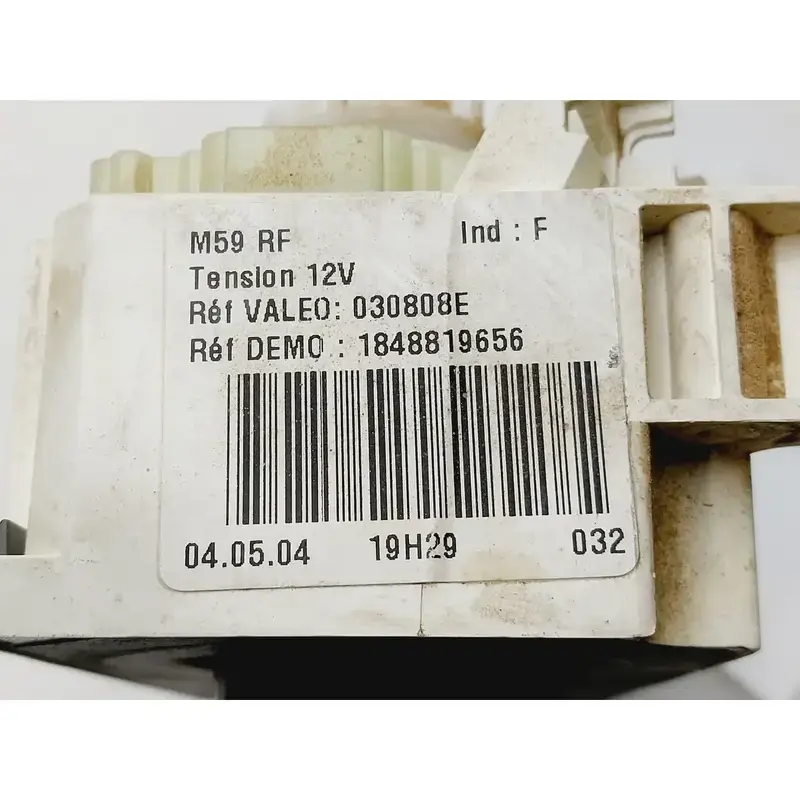 M59 RF Ind : F
Tension 12V
Réf VALEO: 030808E
Réf DEMO : 1848819656
04.05.04 19H29 032